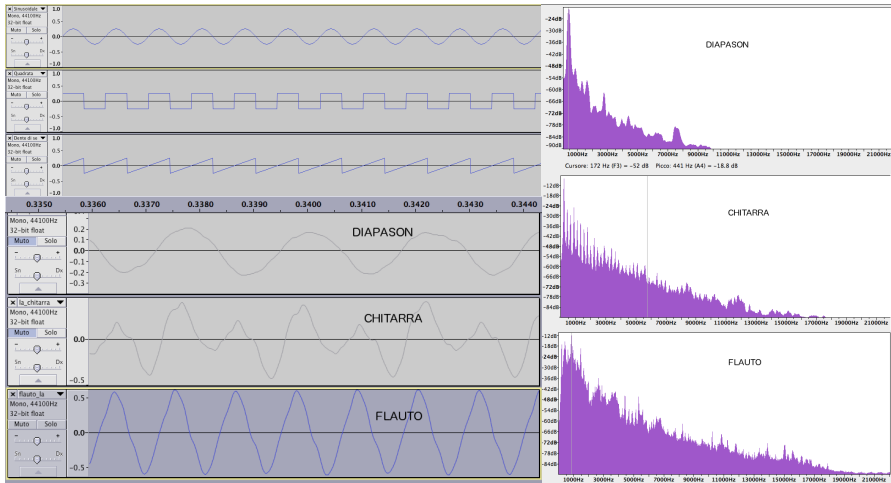 Sinusoidale
Mono, 44100Hz
32-bit float
Muto Solo
- +
Sn Dx
1.0
0.5
0.0
-0.5
-1.0
Quadrata
Mono, 44100Hz
32-bit float
Muto Solo
- +
Sn Dx
1.0
0.5
0.0
-0.5
-1.0
Dente di se
Mono, 44100Hz
32-bit float
Muto Solo
- +
Sn Dx
1.0
0.5
0.0
-0.5
-1.0
0.3350 0.3360 0.3370 0.3380 0.3390 0.3400 0.3410 0.3420 0.3430 0.3440
Mono, 44100Hz
32-bit float
Muto Solo
- +
Sn Dx
0.2
0.1
0.0
-0.1
-0.2
-0.3
DIAPASON
la_chitarra
Mono, 44100Hz
32-bit float
Muto Solo
- +
Sn Dx
0.0
-0.5
CHITARRA
flauto_la
Mono, 44100Hz
32-bit float
Muto Solo
- +
Sn Dx
0.5
0.0
-0.5
FLAUTO
DIAPASON
-24dB
-30dB
-36dB
-42dB
-48dB
-54dB
-60dB
-66dB
-72dB
-78dB
-84dB
-90dB
1000Hz 3000Hz 5000Hz 7000Hz 9000Hz 11000Hz 13000Hz 15000Hz 17000Hz 19000Hz 21000Hz
Cursore: 172 Hz (F3) = -52 dB Picco: 441 Hz (A4) = -18.8 dB
CHITARRA
-12dB
-18dB
-24dB
-30dB
-36dB
-42dB
-48dB
-54dB
-60dB
-66dB
-72dB
-78dB
-84dB
1000Hz 3000Hz 5000Hz 7000Hz 9000Hz 11000Hz 13000Hz 15000Hz 17000Hz 19000Hz 21000Hz
FLAUTO
-12dB
-18dB
-24dB
-30dB
-36dB
-42dB
-48dB
-54dB
-60dB
-66dB
-72dB
-78dB
-84dB
1000Hz 3000Hz 5000Hz 7000Hz 9000Hz 11000Hz 13000Hz 15000Hz 17000Hz 19000Hz 21000Hz